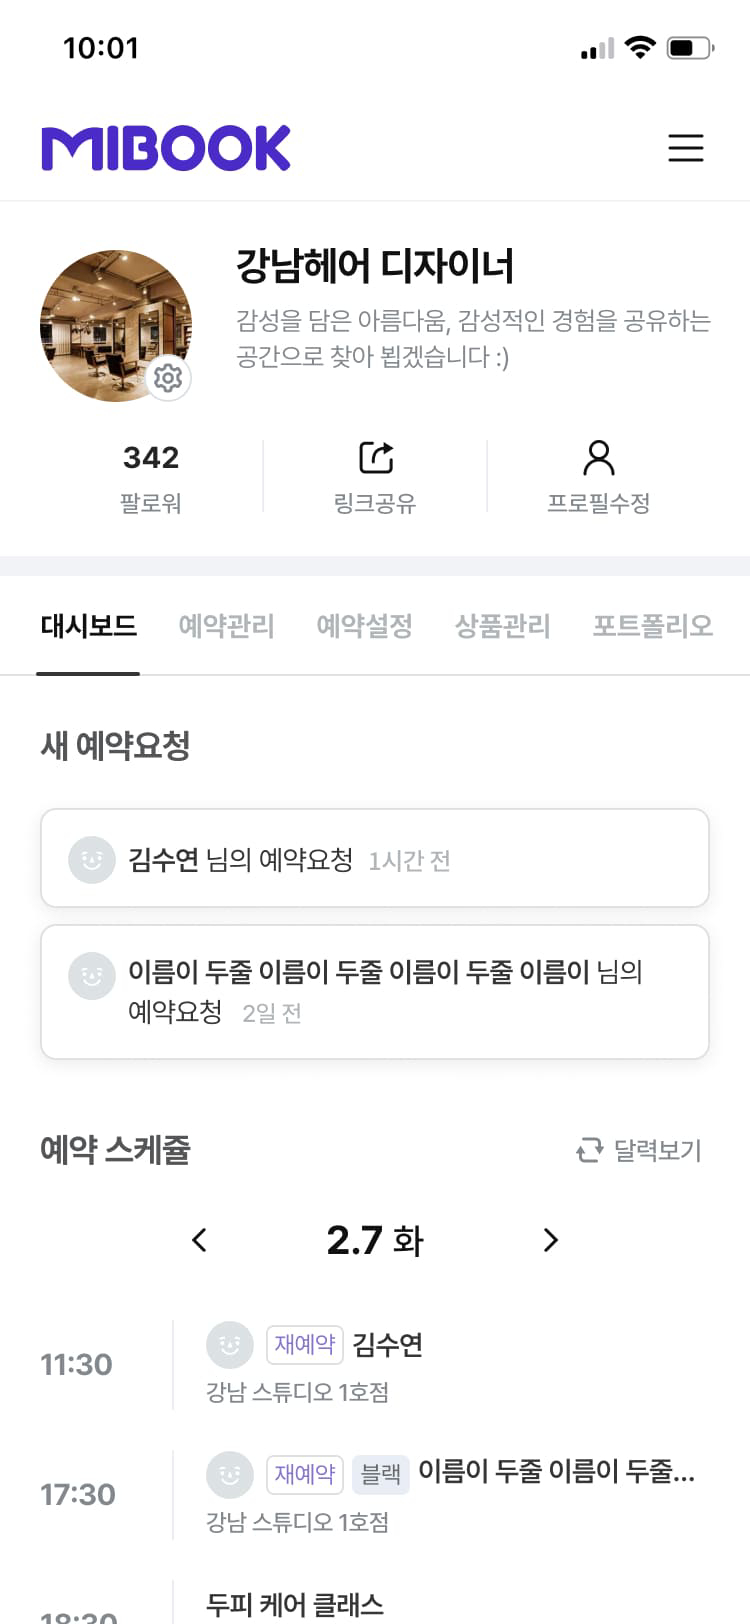 10:01
MIBOOK
강남헤어 디자이너
감성을 담은 아름다움, 감성적인 경험을 공유하는
공간으로 찾아 뵙겠습니다 :)
342
팔로워
링크공유
프로필수정
대시보드 예약관리 예약설정 상품관리 포트폴리오
새 예약요청
김수연 님의 예약요청 1시간 전
이름이 두줄 이름이 두줄 이름이 두줄 이름이 님의
예약요청 2일 전
예약 스케쥴 달력보기
2.7 화
11:30
재예약 김수연
강남 스튜디오 1호점
17:30
재예약 블랙 이름이 두줄 이름이 두줄...
강남 스튜디오 1호점
18:30
두피 케어 클래스